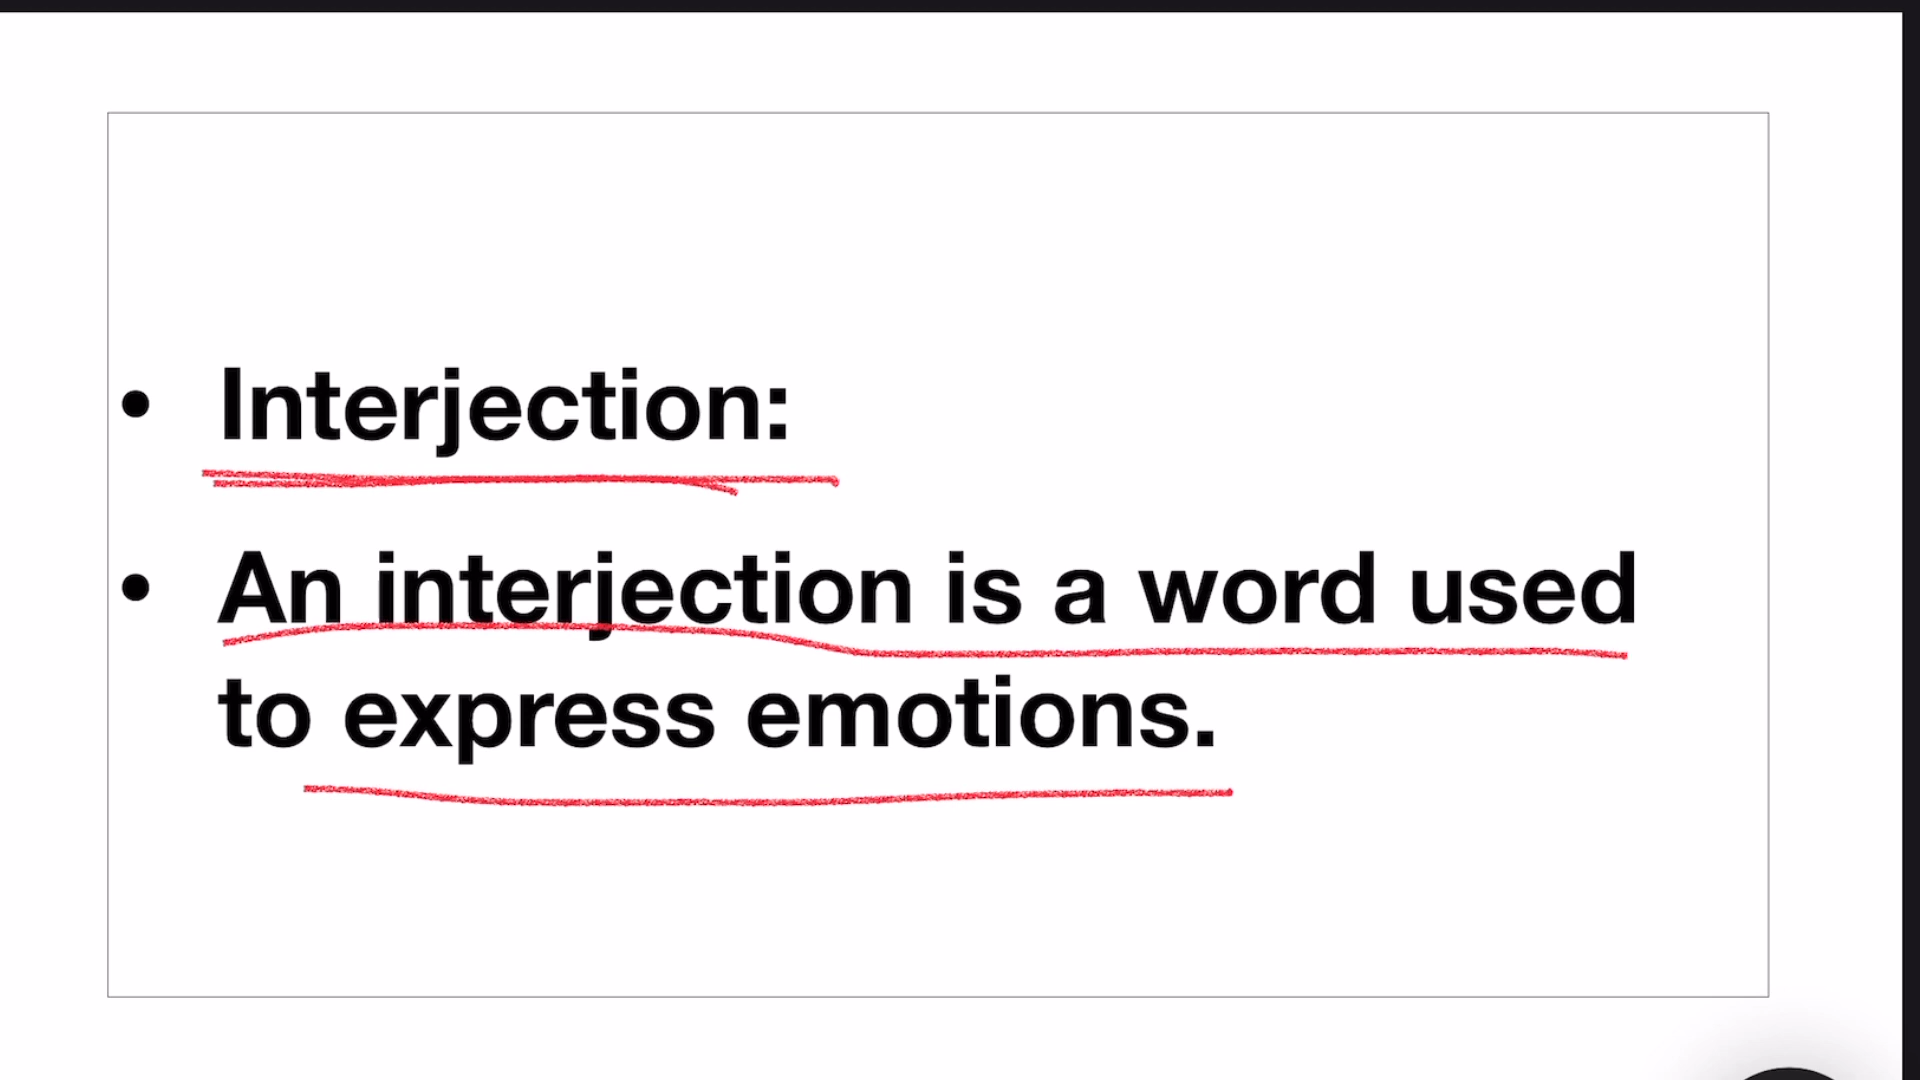 • Interjection:
• An interjection is a word used
to express emotions.